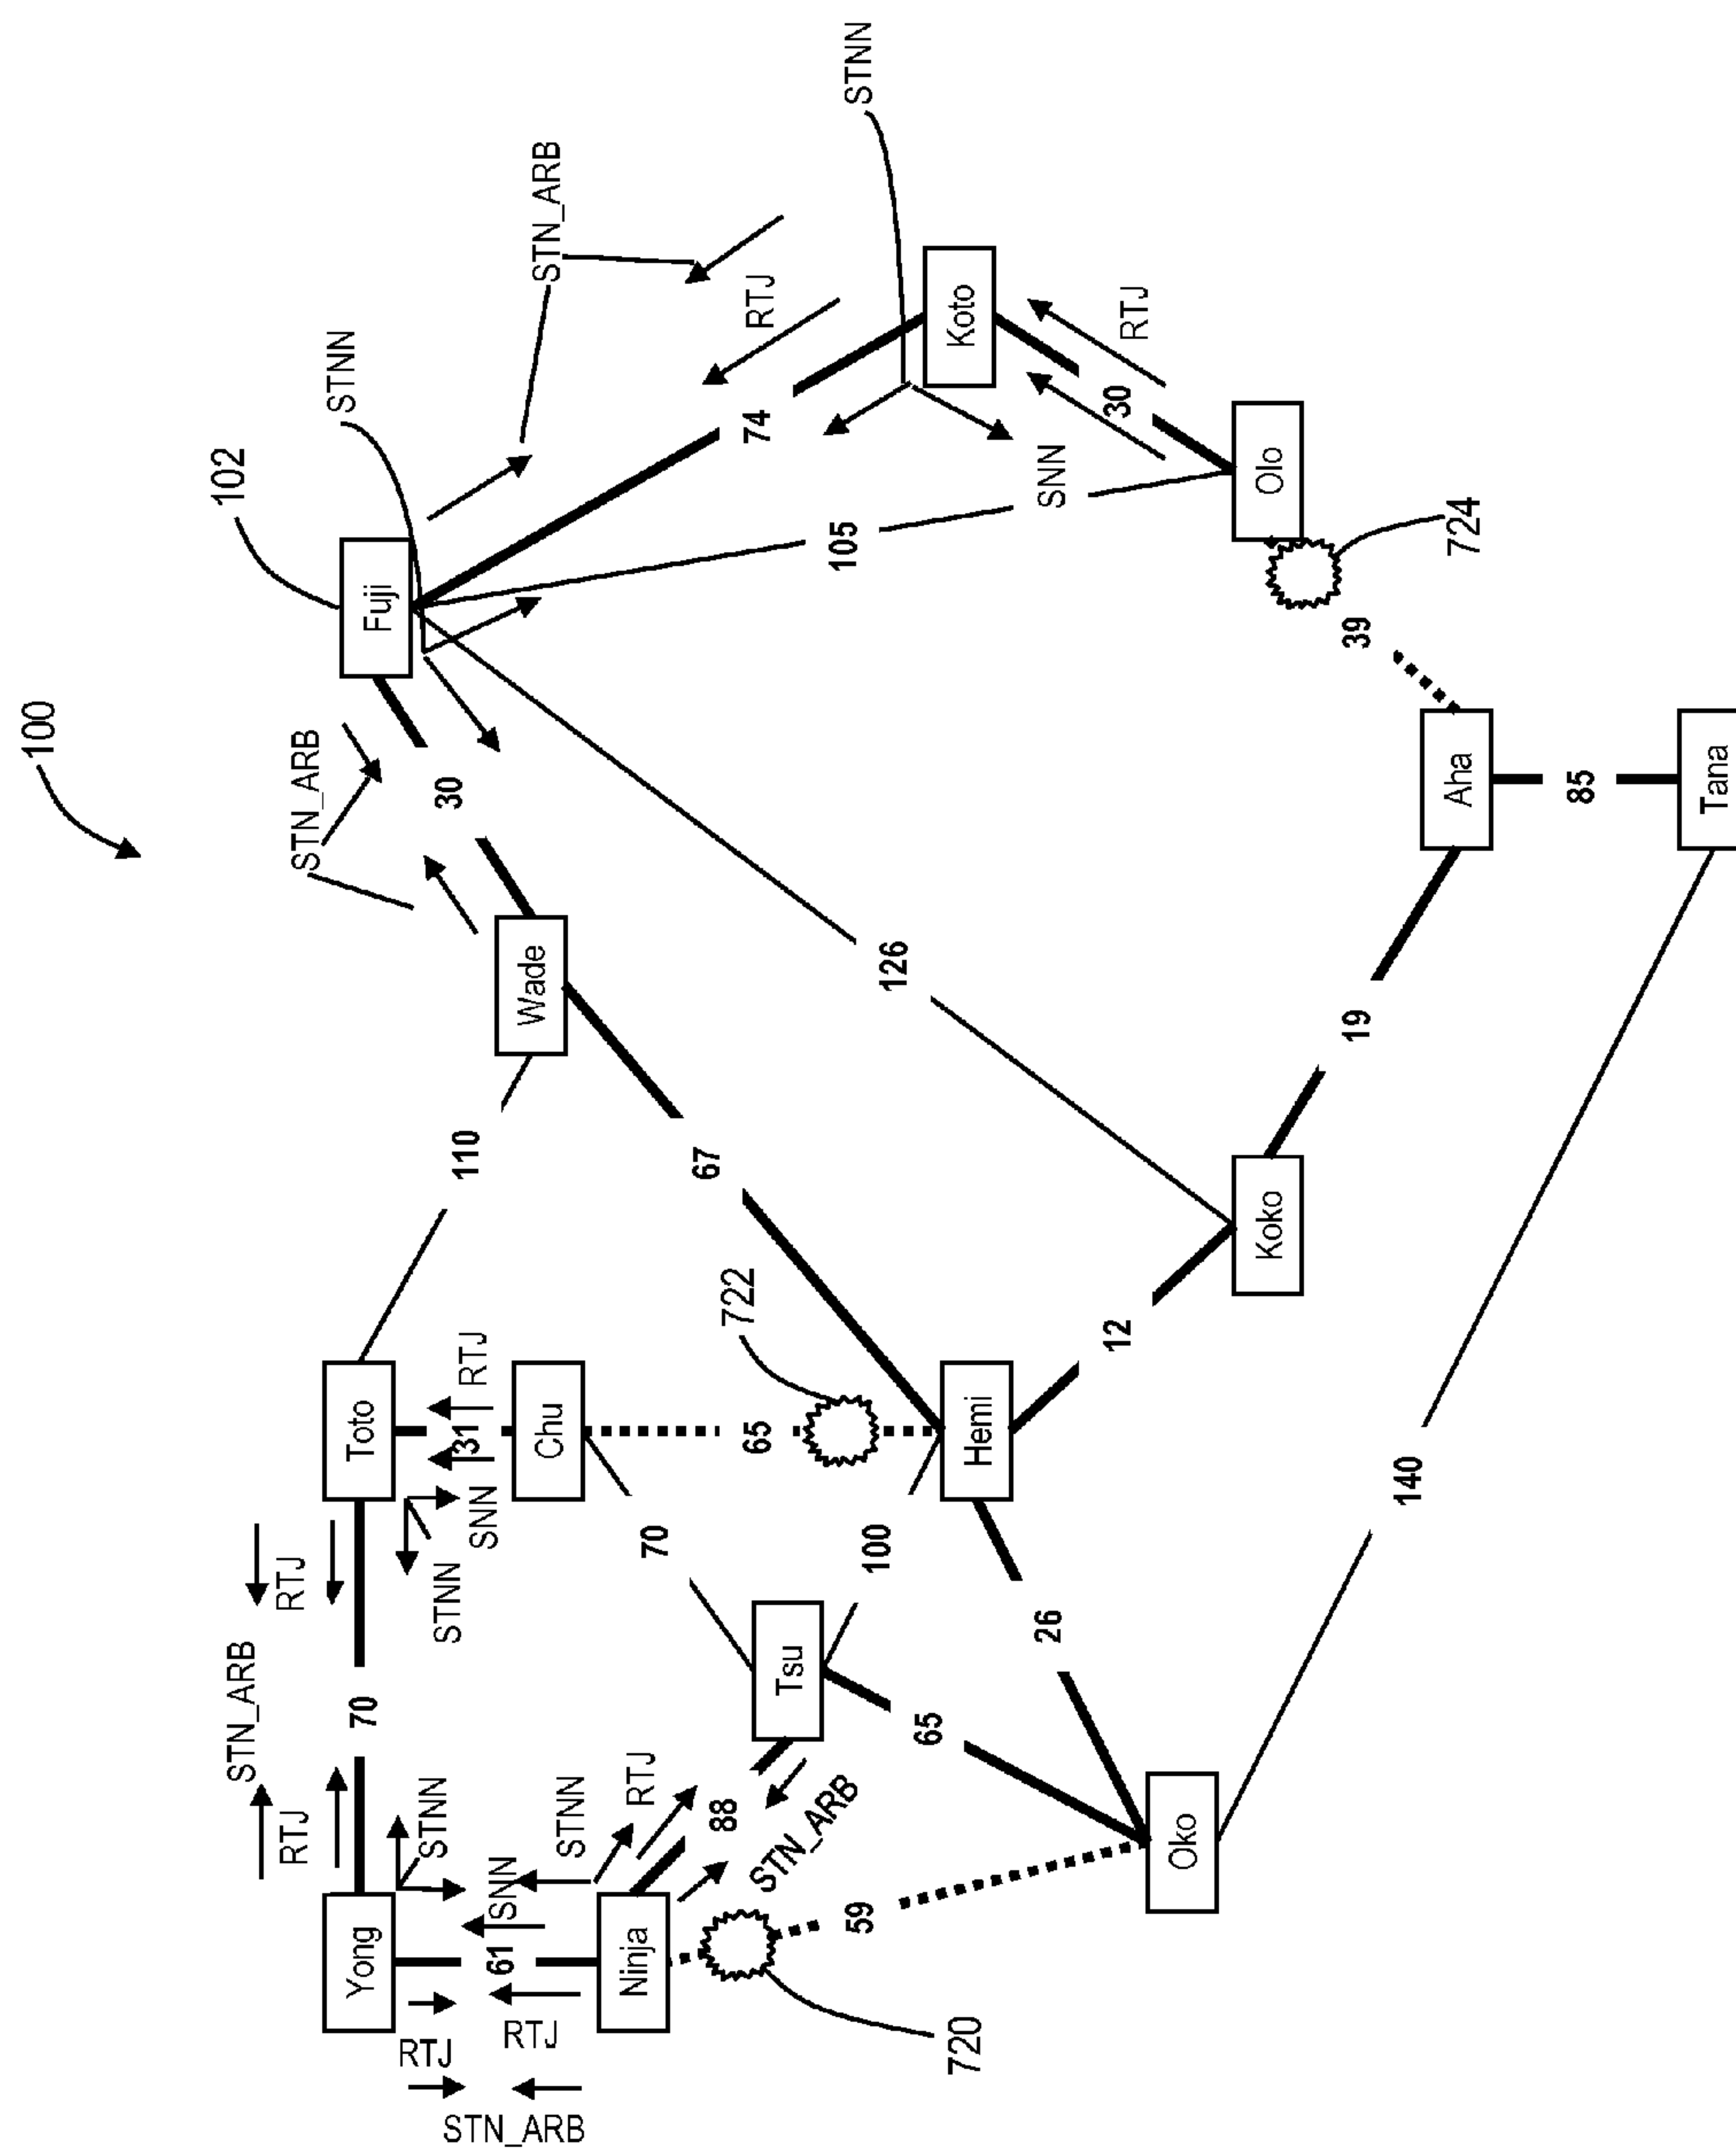 100
102
STN_ARB
STNN
STN_ARB
STNN
Fuji
30
Wade
74
RTJ
Koto
RTJ
30
SNN
105
Olo
724
39
Aha
85
Tana
126
19
Koko
12
67
110
722
Toto
RTJ
31
Chu
SNN
STNN
65
Hemi
100
70
26
140
Tsu
65
Oko
RTJ
STN_ARB
70
RTJ
STNN
Yong
SNN
STNN
RTJ
88
STN_ARB
61
Ninja
59
720
RTJ
RTJ
STN_ARB